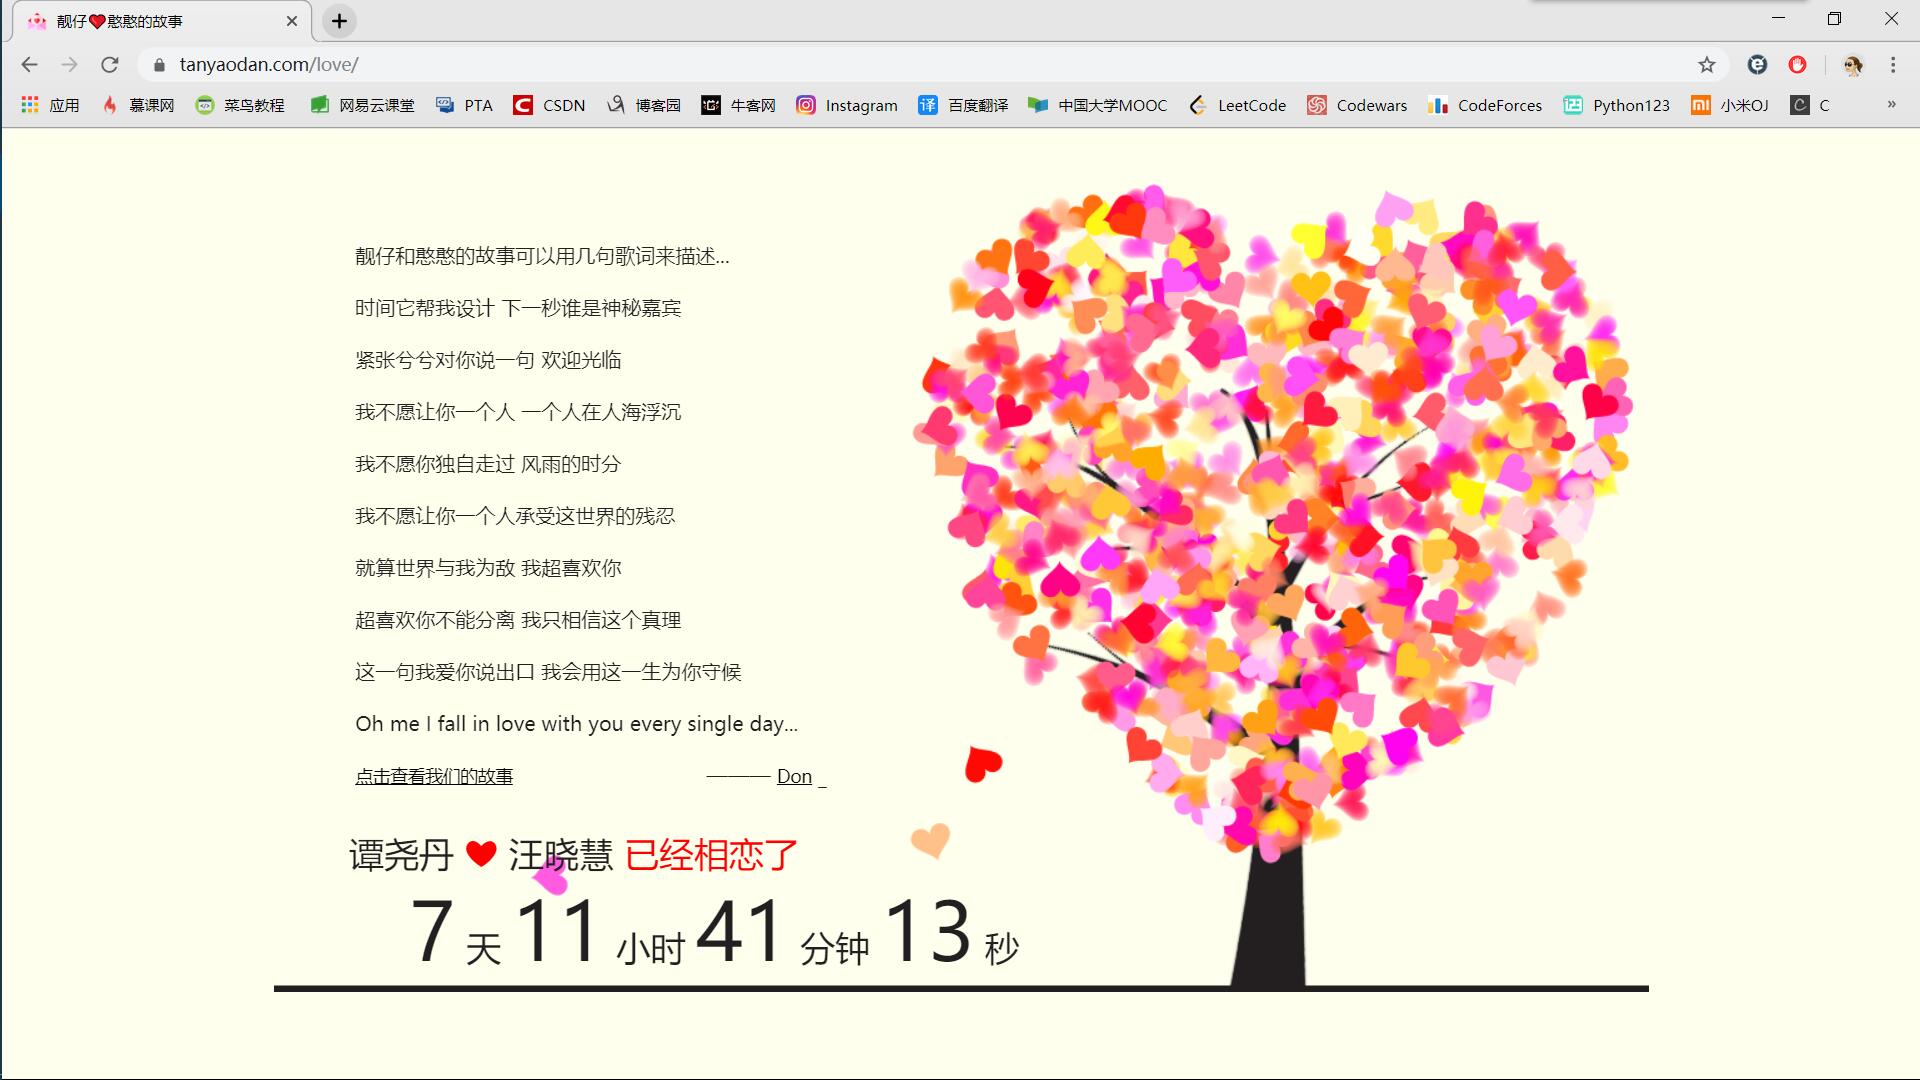 靓仔❤憨憨的故事
tanyaodan.com/love/
应用 慕课网 菜鸟教程 网易云课堂 PTA CSDN 博客园 牛客网 Instagram 译 百度翻译 中国大学MOOC LeetCode Codewars CodeForces Python123 小米OJ C »
靓仔和憨憨的故事可以用几句歌词来描述...
时间它帮我设计 下一秒谁是神秘嘉宾
紧张兮兮对你说一句 欢迎光临
我不愿让你一个人 一个人在人海浮沉
我不愿你独自走过 风雨的时分
我不愿让你一个人承受这世界的残忍
就算世界与我为敌 我超喜欢你
超喜欢你不能分离 我只相信这个真理
这一句我爱你说出口 我会用这一生为你守候
Oh me I fall in love with you every single day...
点击查看我们的故事 ———— Don _
谭尧丹 ❤ 汪晓慧 已经相恋了
7 天 11 小时 41 分钟 13 秒